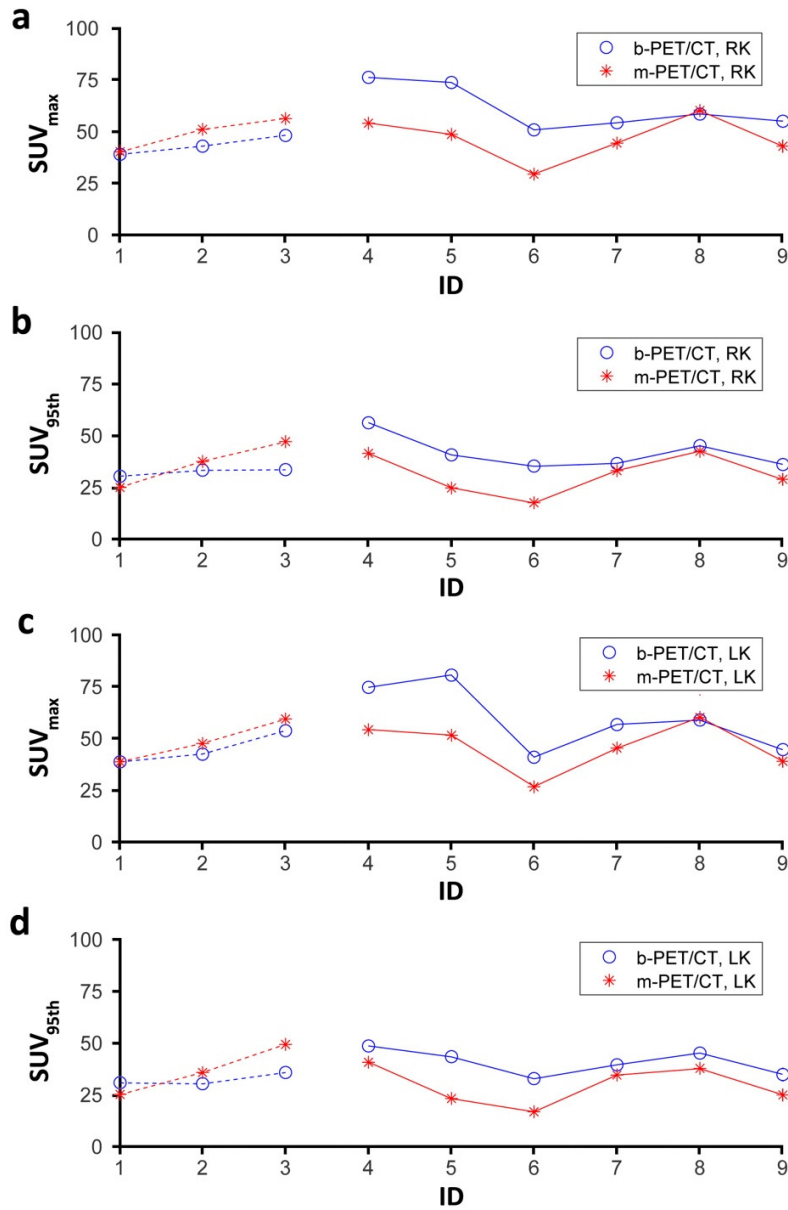 a
SUVmax
100
75
50
25
0
b-PET/CT, RK
m-PET/CT, RK
1 2 3 4 5 6 7 8 9
ID
b
SUV95th
100
75
50
25
0
b-PET/CT, RK
m-PET/CT, RK
1 2 3 4 5 6 7 8 9
ID
c
SUVmax
100
75
50
25
0
b-PET/CT, LK
m-PET/CT, LK
1 2 3 4 5 6 7 8 9
ID
d
SUV95th
100
75
50
25
0
b-PET/CT, LK
m-PET/CT, LK
1 2 3 4 5 6 7 8 9
ID